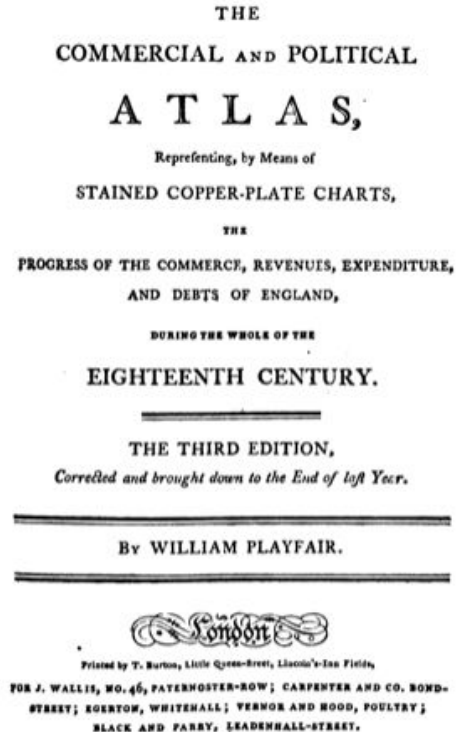 THE
COMMERCIAL AND POLITICAL
ATLAS,
Repreſenting, by Means of
STAINED COPPER-PLATE CHARTS,
THE
PROGRESS OF THE COMMERCE, REVENUES, EXPENDITURE,
AND DEBTS OF ENGLAND,
DURING THE WHOLE OF THE
EIGHTEENTH CENTURY.
THE THIRD EDITION,
Corrected and brought down to the End of laſt Year.
By WILLIAM PLAYFAIR.
London
Printed by T. Burton, Little Queen-ſtreet, Lincoln's-Inn Fields,
FOR J. WALLIS, NO. 46, PATERNOSTER-ROW; CARPENTER AND CO. BOND-
STREET; EGERTON, WHITEHALL; VERNOR AND HOOD, POULTRY;
BLACK AND PARRY, LEADENHALL-STREET.